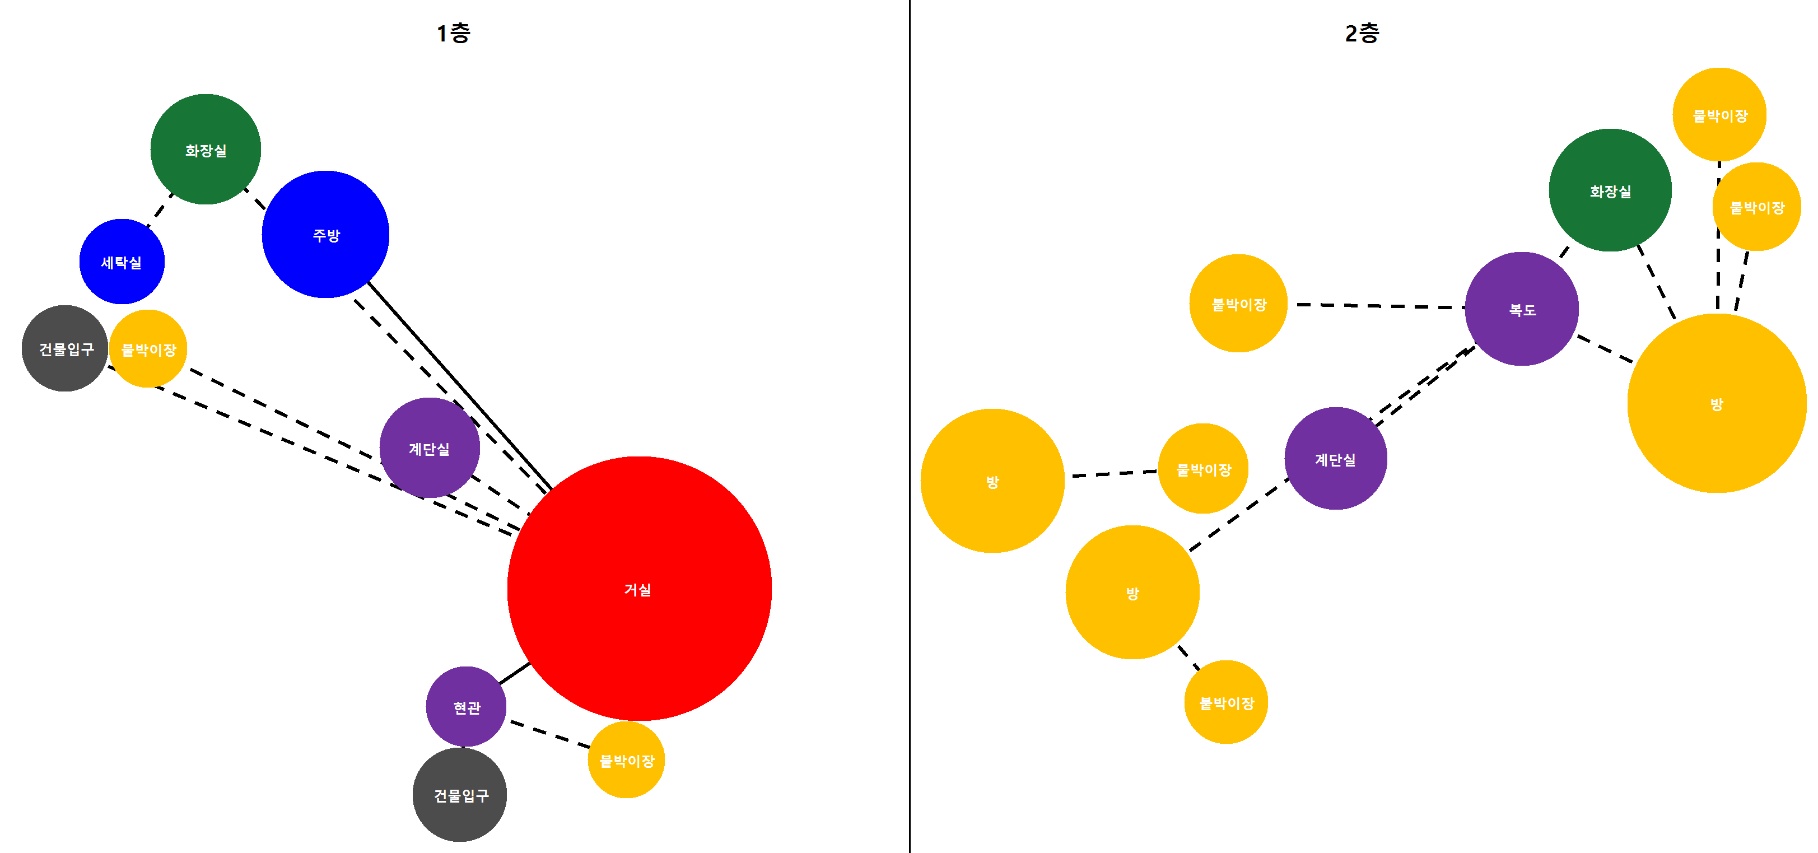 1층
화장실
주방
세탁실
건물입구
붙박이장
계단실
거실
현관
붙박이장
건물입구
2층
붙박이장
화장실
붙박이장
붙박이장
복도
방
계단실
붙박이장
방
방
붙박이장